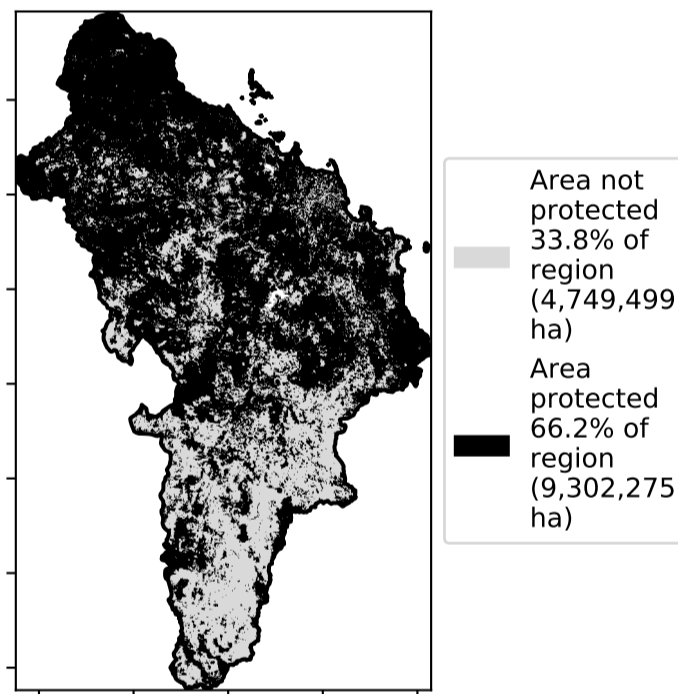 Area not
protected
33.8% of
region
(4,749,499
ha)
Area
protected
66.2% of
region
(9,302,275
ha)